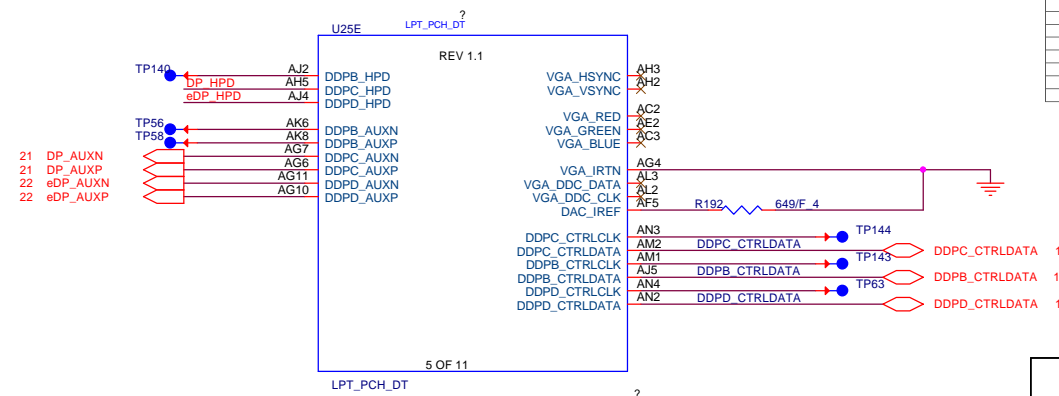 ?
U25E
LPT_PCH_DT
REV 1.1
TP140
AJ2
DDPB_HPD
DP_HPD
AH5
DDPC_HPD
eDP_HPD
AJ4
DDPD_HPD
TP56
AK6
DDPB_AUXN
TP58
AK8
DDPB_AUXP
21 DP_AUXN
AG7
DDPC_AUXN
21 DP_AUXP
AG6
DDPC_AUXP
22 eDP_AUXN
AG11
DDPD_AUXN
22 eDP_AUXP
AG10
DDPD_AUXP
VGA_HSYNC
AH3
VGA_VSYNC
AH2
VGA_RED
AC2
VGA_GREEN
AE2
VGA_BLUE
AC3
VGA_IRTN
AG4
VGA_DDC_DATA
AL3
VGA_DDC_CLK
AL2
DAC_IREF
AF5
R192
649/F_4
DDPC_CTRLCLK
AN3
TP144
DDPC_CTRLDATA
AM2
DDPC_CTRLDATA
DDPC_CTRLDATA 1
DDPB_CTRLCLK
AM1
TP143
DDPB_CTRLDATA
AJ5
DDPB_CTRLDATA
DDPB_CTRLDATA 1
DDPD_CTRLCLK
AN4
TP63
DDPD_CTRLDATA
AN2
DDPD_CTRLDATA
DDPD_CTRLDATA 1
5 OF 11
LPT_PCH_DT
?